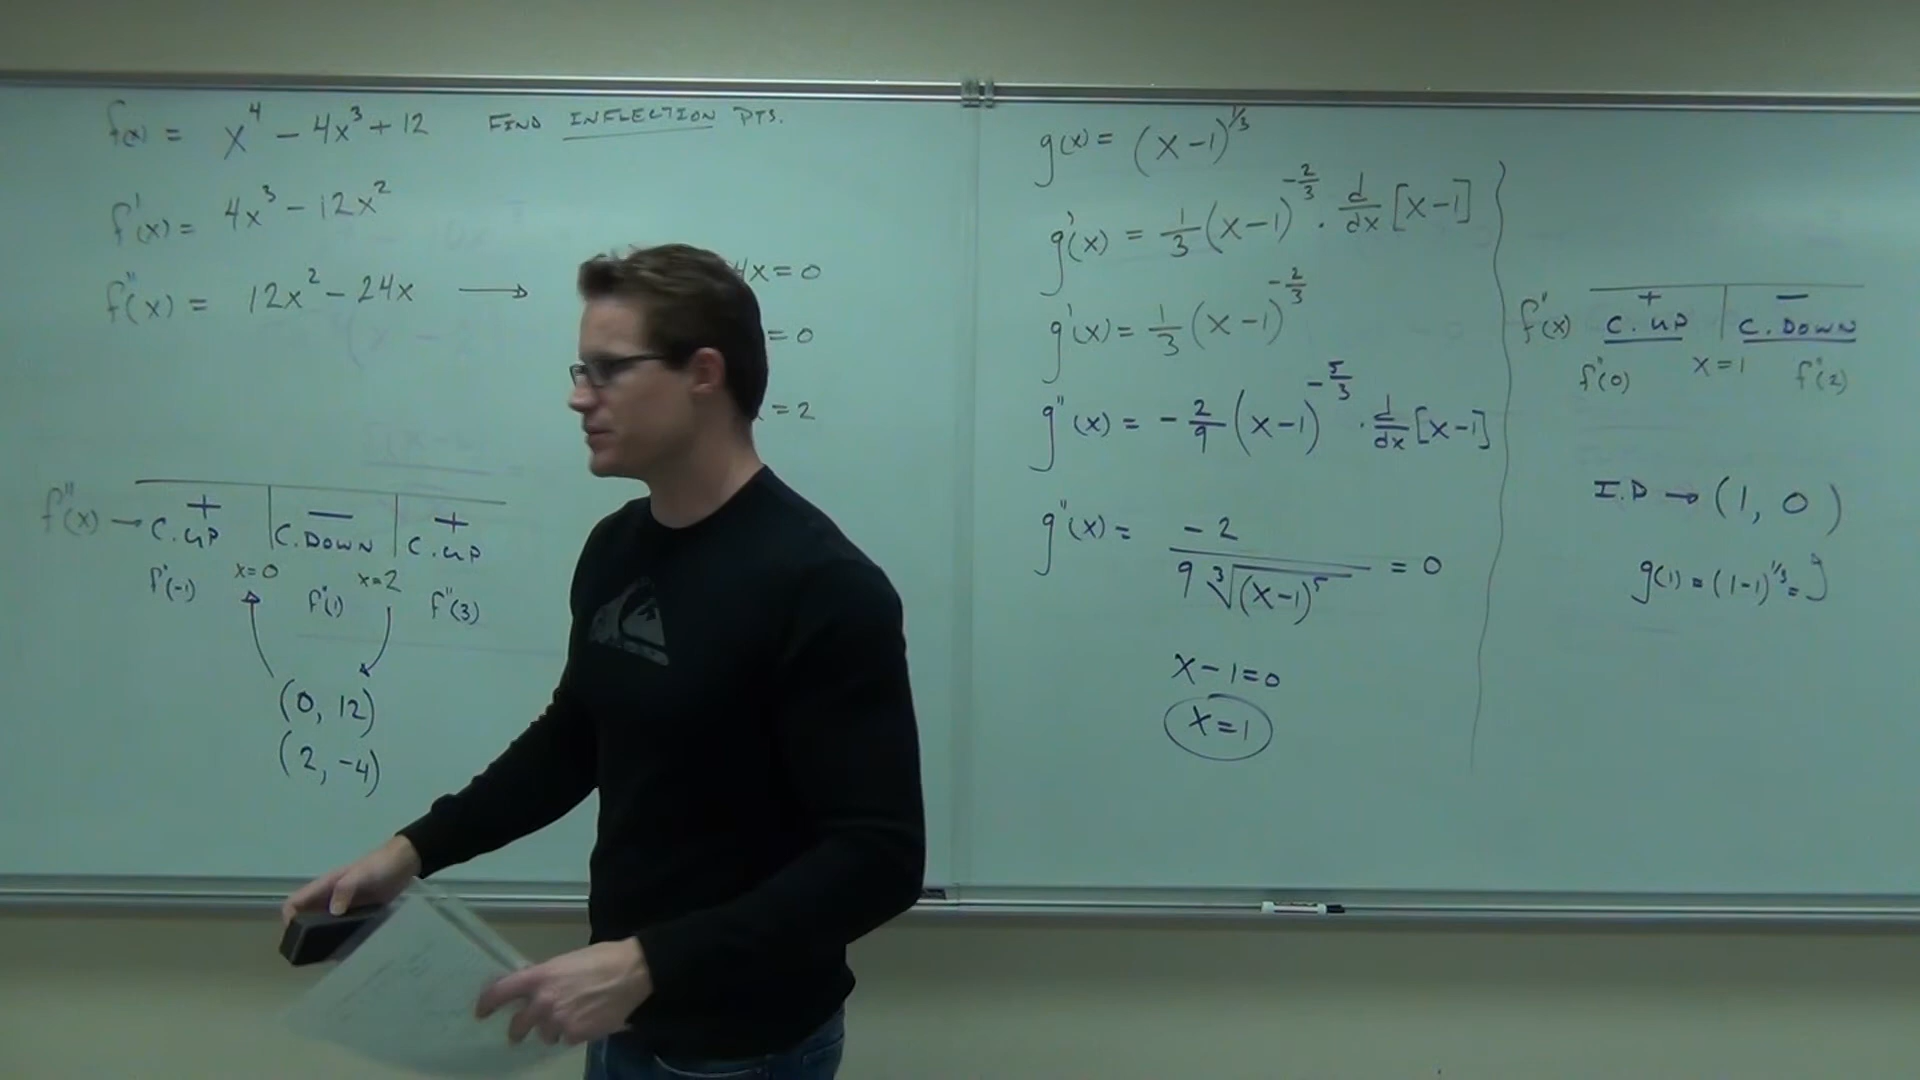 f(x) = x⁴ − 4x³ + 12 FIND INFLECTION PTS.
f'(x) = 4x³ − 12x²
f''(x) = 12x² − 24x →
4x = 0
= 0
= 2
f''(x) → + − +
C. UP C. DOWN C. UP
x=0 x=2
f''(-1) f''(1) f''(3)
(0, 12)
(2, -4)
g(x) = (x−1)^{1/3}
g'(x) = 1/3 (x−1)^{-2/3} · d/dx [x−1]
g'(x) = 1/3 (x−1)^{-2/3}
g''(x) = −2/9 (x−1)^{-5/3} · d/dx [x−1]
g''(x) = −2 / 9∛(x−1)⁵ = 0
x−1=0
x=1
f''(x) + −
C. UP C. DOWN
x=1
f''(0) f''(2)
I.P → (1, 0)
g(1) = (1−1)^{1/3} =